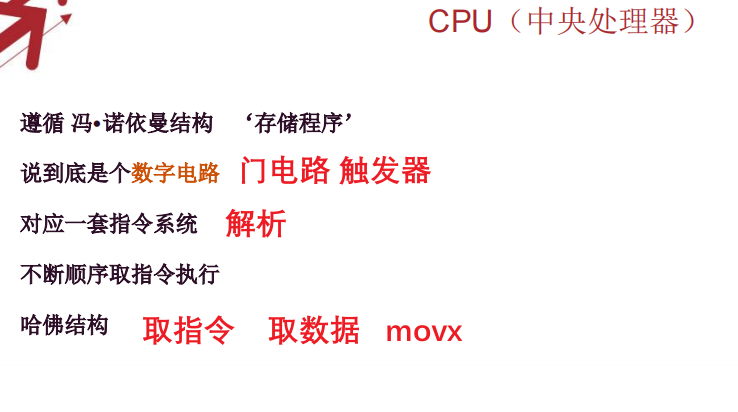 CPU（中央处理器）
遵循 冯•诺依曼结构 ‘存储程序’
说到底是个数字电路 门电路 触发器
对应一套指令系统 解析
不断顺序取指令执行
哈佛结构 取指令 取数据 movx